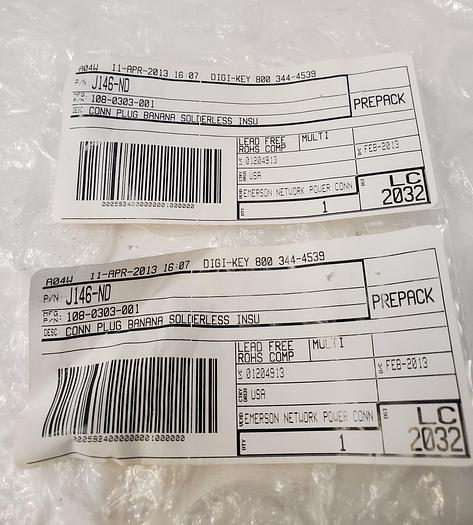 A04W 11-APR-2013 16:07 DIGI-KEY 800 344-4539
P/N: J146-ND
MFG. P/N: 108-0303-001
DESC: CONN PLUG BANANA SOLDERLESS INSU
PREPACK
LEAD FREE
ROHS COMP
MULTI
01204913
FEB-2013
USA
EMERSON NETWORK POWER CONN
1
LC
2032
A04W 11-APR-2013 16:07 DIGI-KEY 800 344-4539
P/N: J146-ND
MFG. P/N: 108-0303-001
DESC: CONN PLUG BANANA SOLDERLESS INSU
PREPACK
LEAD FREE
ROHS COMP
MULTI
01204913
FEB-2013
USA
EMERSON NETWORK POWER CONN
QTY
1
LC
2032